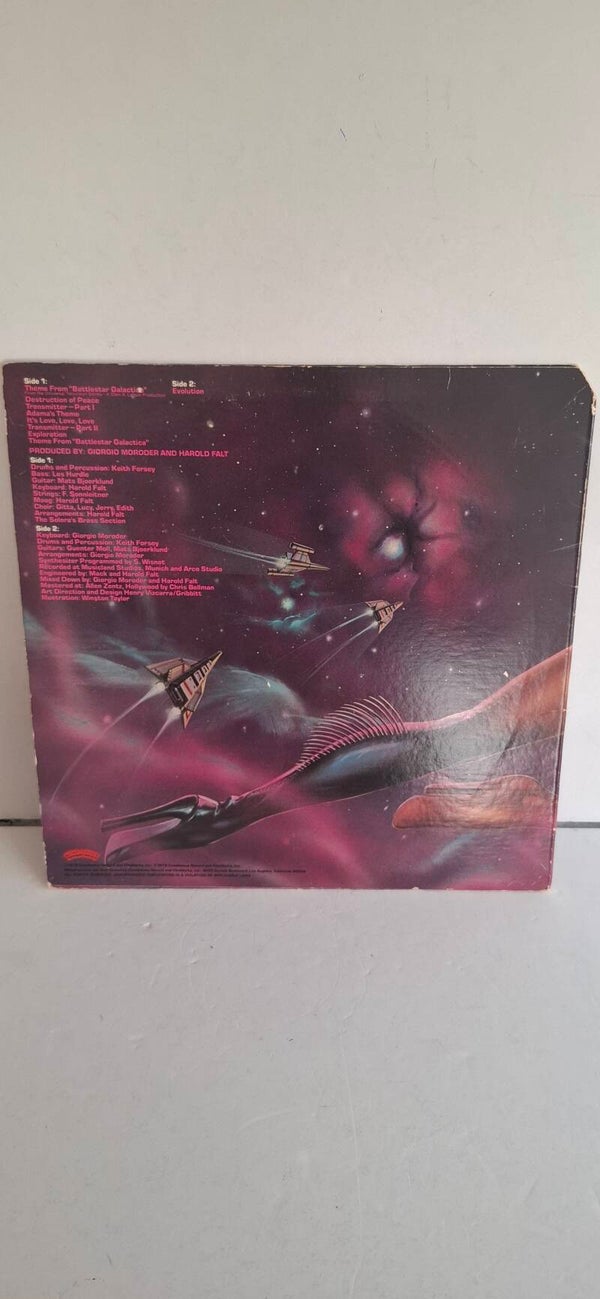 Side 1:
Theme From "Battlestar Galactica"
Destruction of Peace
Transmitter—Part I
Adama's Theme
It's Love, Love, Love
Transmitter—Part II
Exploration
Theme From "Battlestar Galactica"
Side 2:
Evolution
PRODUCED BY: GIORGIO MORODER AND HAROLD FALT
Side 1:
Drums and Percussion: Keith Forsey
Bass: Les Hurdle
Guitar: Mats Bjoerklund
Keyboard: Harold Falt
Strings: F. Sonnleitner
Moog: Harold Falt
Choir: Gitta, Lucy, Jerry, Edith
Arrangements: Harold Falt
The Solero's Brass Section
Side 2:
Keyboard: Giorgio Moroder
Drums and Percussion: Keith Forsey
Guitars: Guenter Moll, Mats Bjoerklund
Arrangements: Giorgio Moroder
Synthesizer Programmed by S. Wisnet
Recorded at Musicland Studios, Munich and Arco Studio
Engineered by: Mack and Harold Falt
Mixed Down by: Giorgio Moroder and Harold Falt
Mastered at: Allen Zentz, Hollywood by Chris Bellman
Art Direction and Design Henry Vizcarra/Gribbitt
Illustration: Winston Taylor